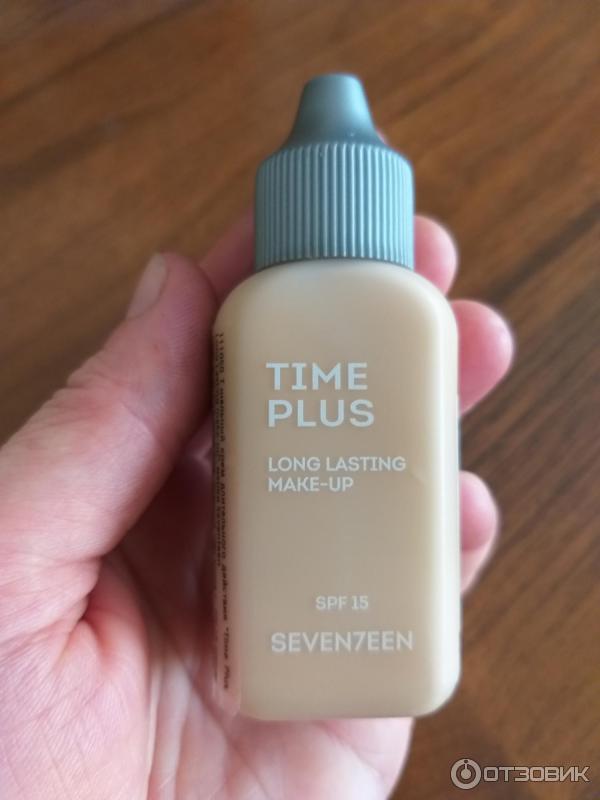 TIME
PLUS
LONG LASTING
MAKE-UP
SPF 15
SEVEN7EEN
ОТЗОВИК